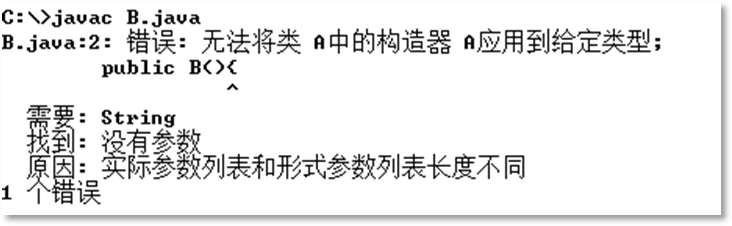 C:\>javac B.java
B.java:2: 错误: 无法将类 A中的构造器 A应用到给定类型;
public B(){
^
需要: String
找到: 没有参数
原因: 实际参数列表和形式参数列表长度不同
1 个错误